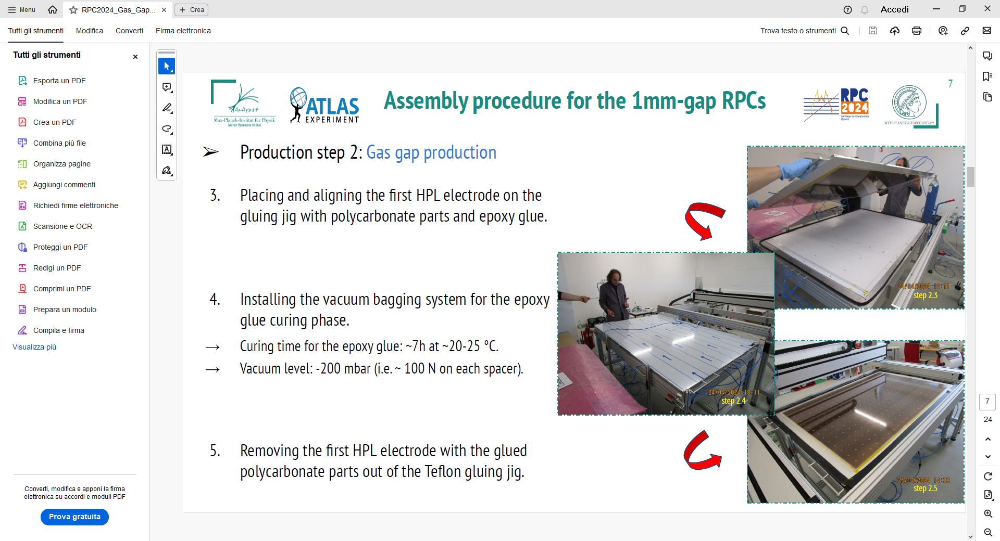 Menu
RPC2024_Gas_Gap...
Crea
Accedi
Tutti gli strumenti
Modifica
Converti
Firma elettronica
Trova testo o strumenti
Tutti gli strumenti
Esporta un PDF
Modifica un PDF
Crea un PDF
Combina più file
Organizza pagine
Aggiungi commenti
Richiedi firme elettroniche
Scansione e OCR
Proteggi un PDF
Redigi un PDF
Comprimi un PDF
Prepara un modulo
Compila e firma
Visualizza più
Converti, modifica e apponi la firma
elettronica su accordi e moduli PDF
Prova gratuita
Max-Planck-Institut für Physik
(Werner-Heisenberg-Institut)
ATLAS
EXPERIMENT
Assembly procedure for the 1mm-gap RPCs
RPC
2024
Santiago de Compostela
(Spain)
MAX-PLANCK-GESELLSCHAFT
7
➢ Production step 2: Gas gap production
3. Placing and aligning the first HPL electrode on the
gluing jig with polycarbonate parts and epoxy glue.
4. Installing the vacuum bagging system for the epoxy
glue curing phase.
→ Curing time for the epoxy glue: ~7h at ~20-25 °C.
→ Vacuum level: -200 mbar (i.e. ~ 100 N on each spacer).
5. Removing the first HPL electrode with the glued
polycarbonate parts out of the Teflon gluing jig.
24/04/2024 18:11
step 2.3
24/04/2024 18:11
step 2.4
25/04/2024 14:33
step 2.5
7
24